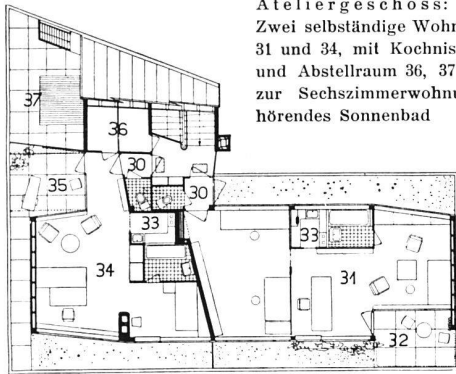 Ateliergeschoss:
Zwei selbständige Wohn
31 und 34, mit Kochnis
und Abstellraum 36, 37
zur Sechszimmerwohnu
hörendes Sonnenbad
37
36
30
35
30
33
33
34
31
32